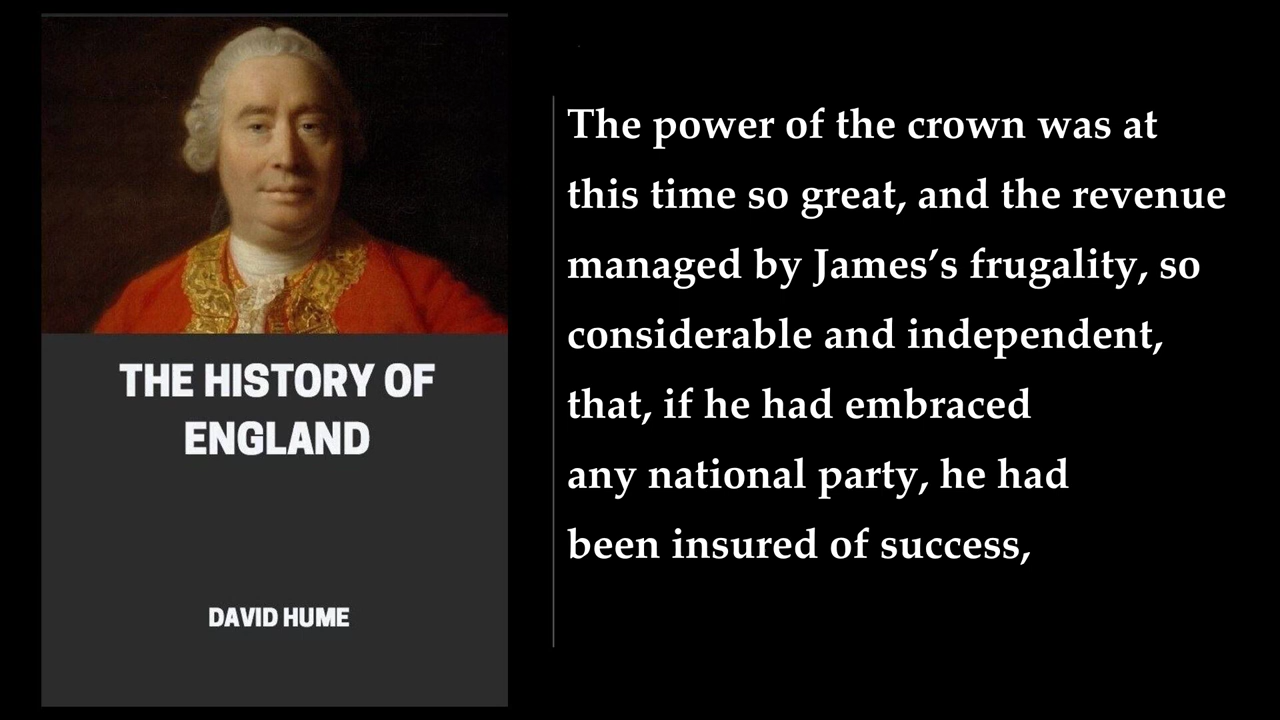 THE HISTORY OF
ENGLAND
DAVID HUME
The power of the crown was at
this time so great, and the revenue
managed by James’s frugality, so
considerable and independent,
that, if he had embraced
any national party, he had
been insured of success,